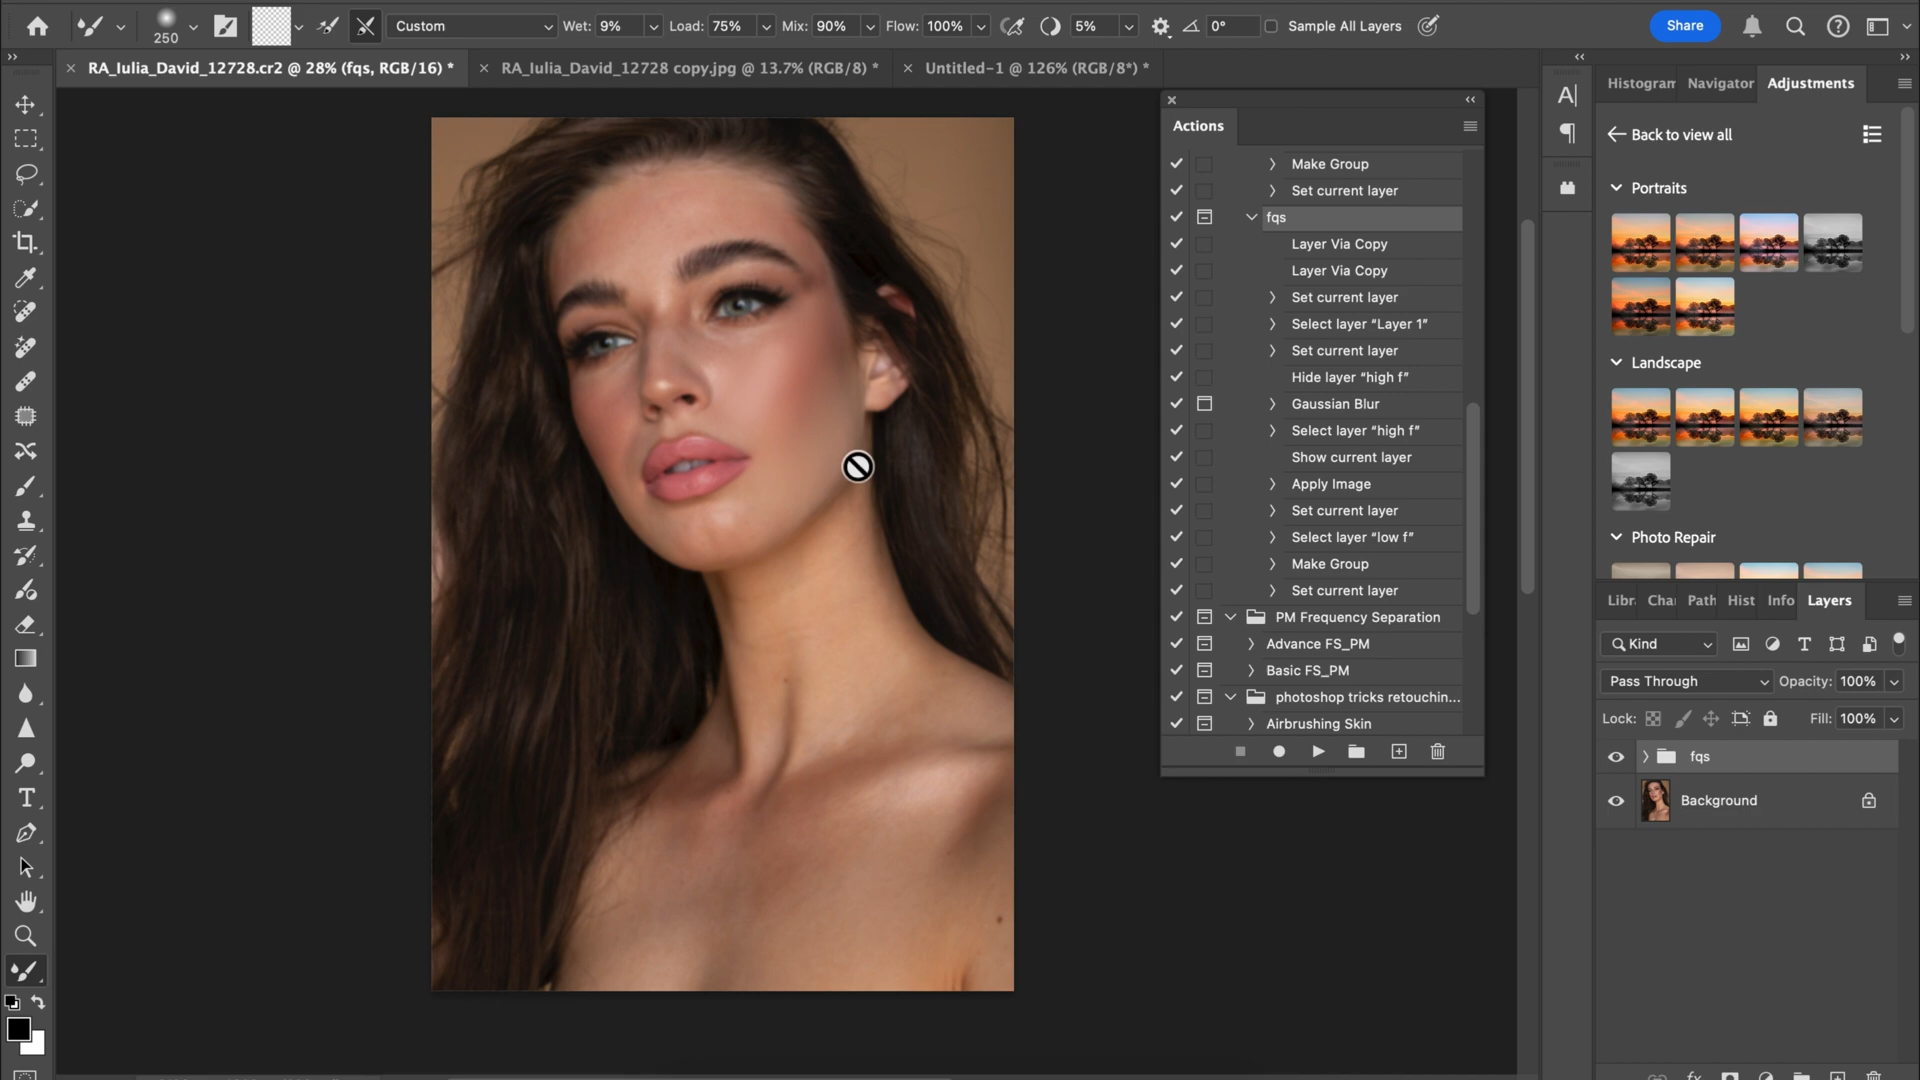 250
Custom
Wet: 9%
Load: 75%
Mix: 90%
Flow: 100%
5%
0°
Sample All Layers
Share
RA_Iulia_David_12728.cr2 @ 28% (fqs, RGB/16) *
RA_Iulia_David_12728 copy.jpg @ 13.7% (RGB/8) *
Untitled-1 @ 126% (RGB/8*) *
Actions
Make Group
Set current layer
fqs
Layer Via Copy
Layer Via Copy
Set current layer
Select layer “Layer 1”
Set current layer
Hide layer “high f”
Gaussian Blur
Select layer “high f”
Show current layer
Apply Image
Set current layer
Select layer “low f”
Make Group
Set current layer
PM Frequency Separation
Advance FS_PM
Basic FS_PM
photoshop tricks retouchin...
Airbrushing Skin
Histogram
Navigator
Adjustments
Back to view all
Portraits
Landscape
Photo Repair
Libra
Cha
Path
Hist
Info
Layers
Kind
Pass Through
Opacity: 100%
Lock:
Fill: 100%
fqs
Background